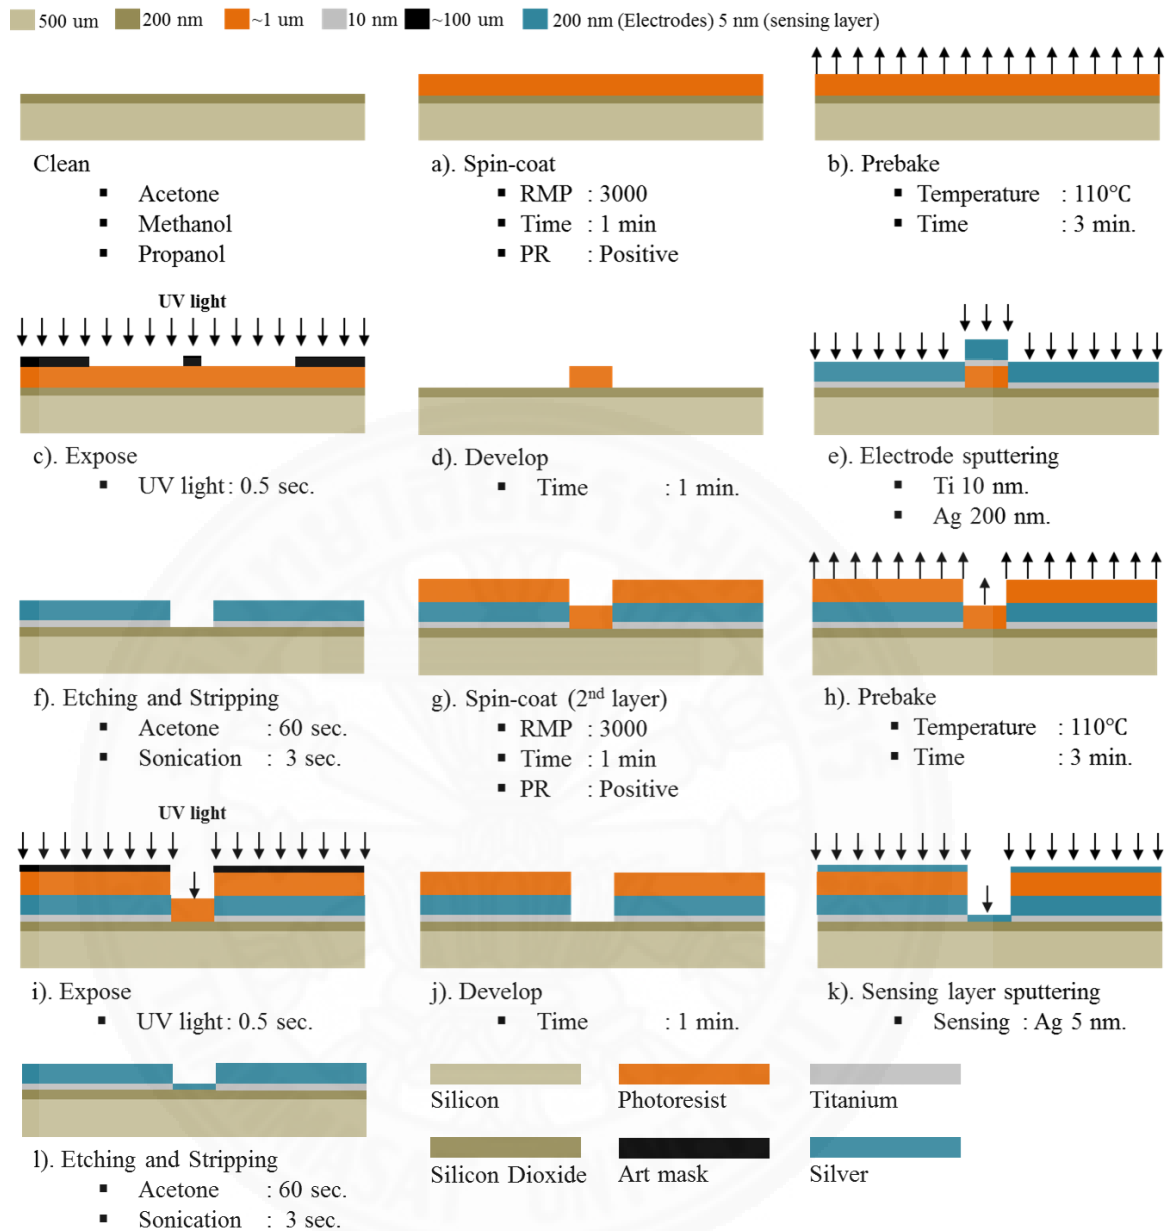 500 um 200 nm ~1 um 10 nm ~100 um 200 nm (Electrodes) 5 nm (sensing layer)
Clean
▪ Acetone
▪ Methanol
▪ Propanol
a). Spin-coat
▪ RMP : 3000
▪ Time : 1 min
▪ PR : Positive
b). Prebake
▪ Temperature : 110°C
▪ Time : 3 min.
UV light
c). Expose
▪ UV light : 0.5 sec.
d). Develop
▪ Time : 1 min.
e). Electrode sputtering
▪ Ti 10 nm.
▪ Ag 200 nm.
f). Etching and Stripping
▪ Acetone : 60 sec.
▪ Sonication : 3 sec.
g). Spin-coat (2nd layer)
▪ RMP : 3000
▪ Time : 1 min
▪ PR : Positive
h). Prebake
▪ Temperature : 110°C
▪ Time : 3 min.
UV light
i). Expose
▪ UV light : 0.5 sec.
j). Develop
▪ Time : 1 min.
k). Sensing layer sputtering
▪ Sensing : Ag 5 nm.
l). Etching and Stripping
▪ Acetone : 60 sec.
▪ Sonication : 3 sec.
Silicon Photoresist Titanium
Silicon Dioxide Art mask Silver